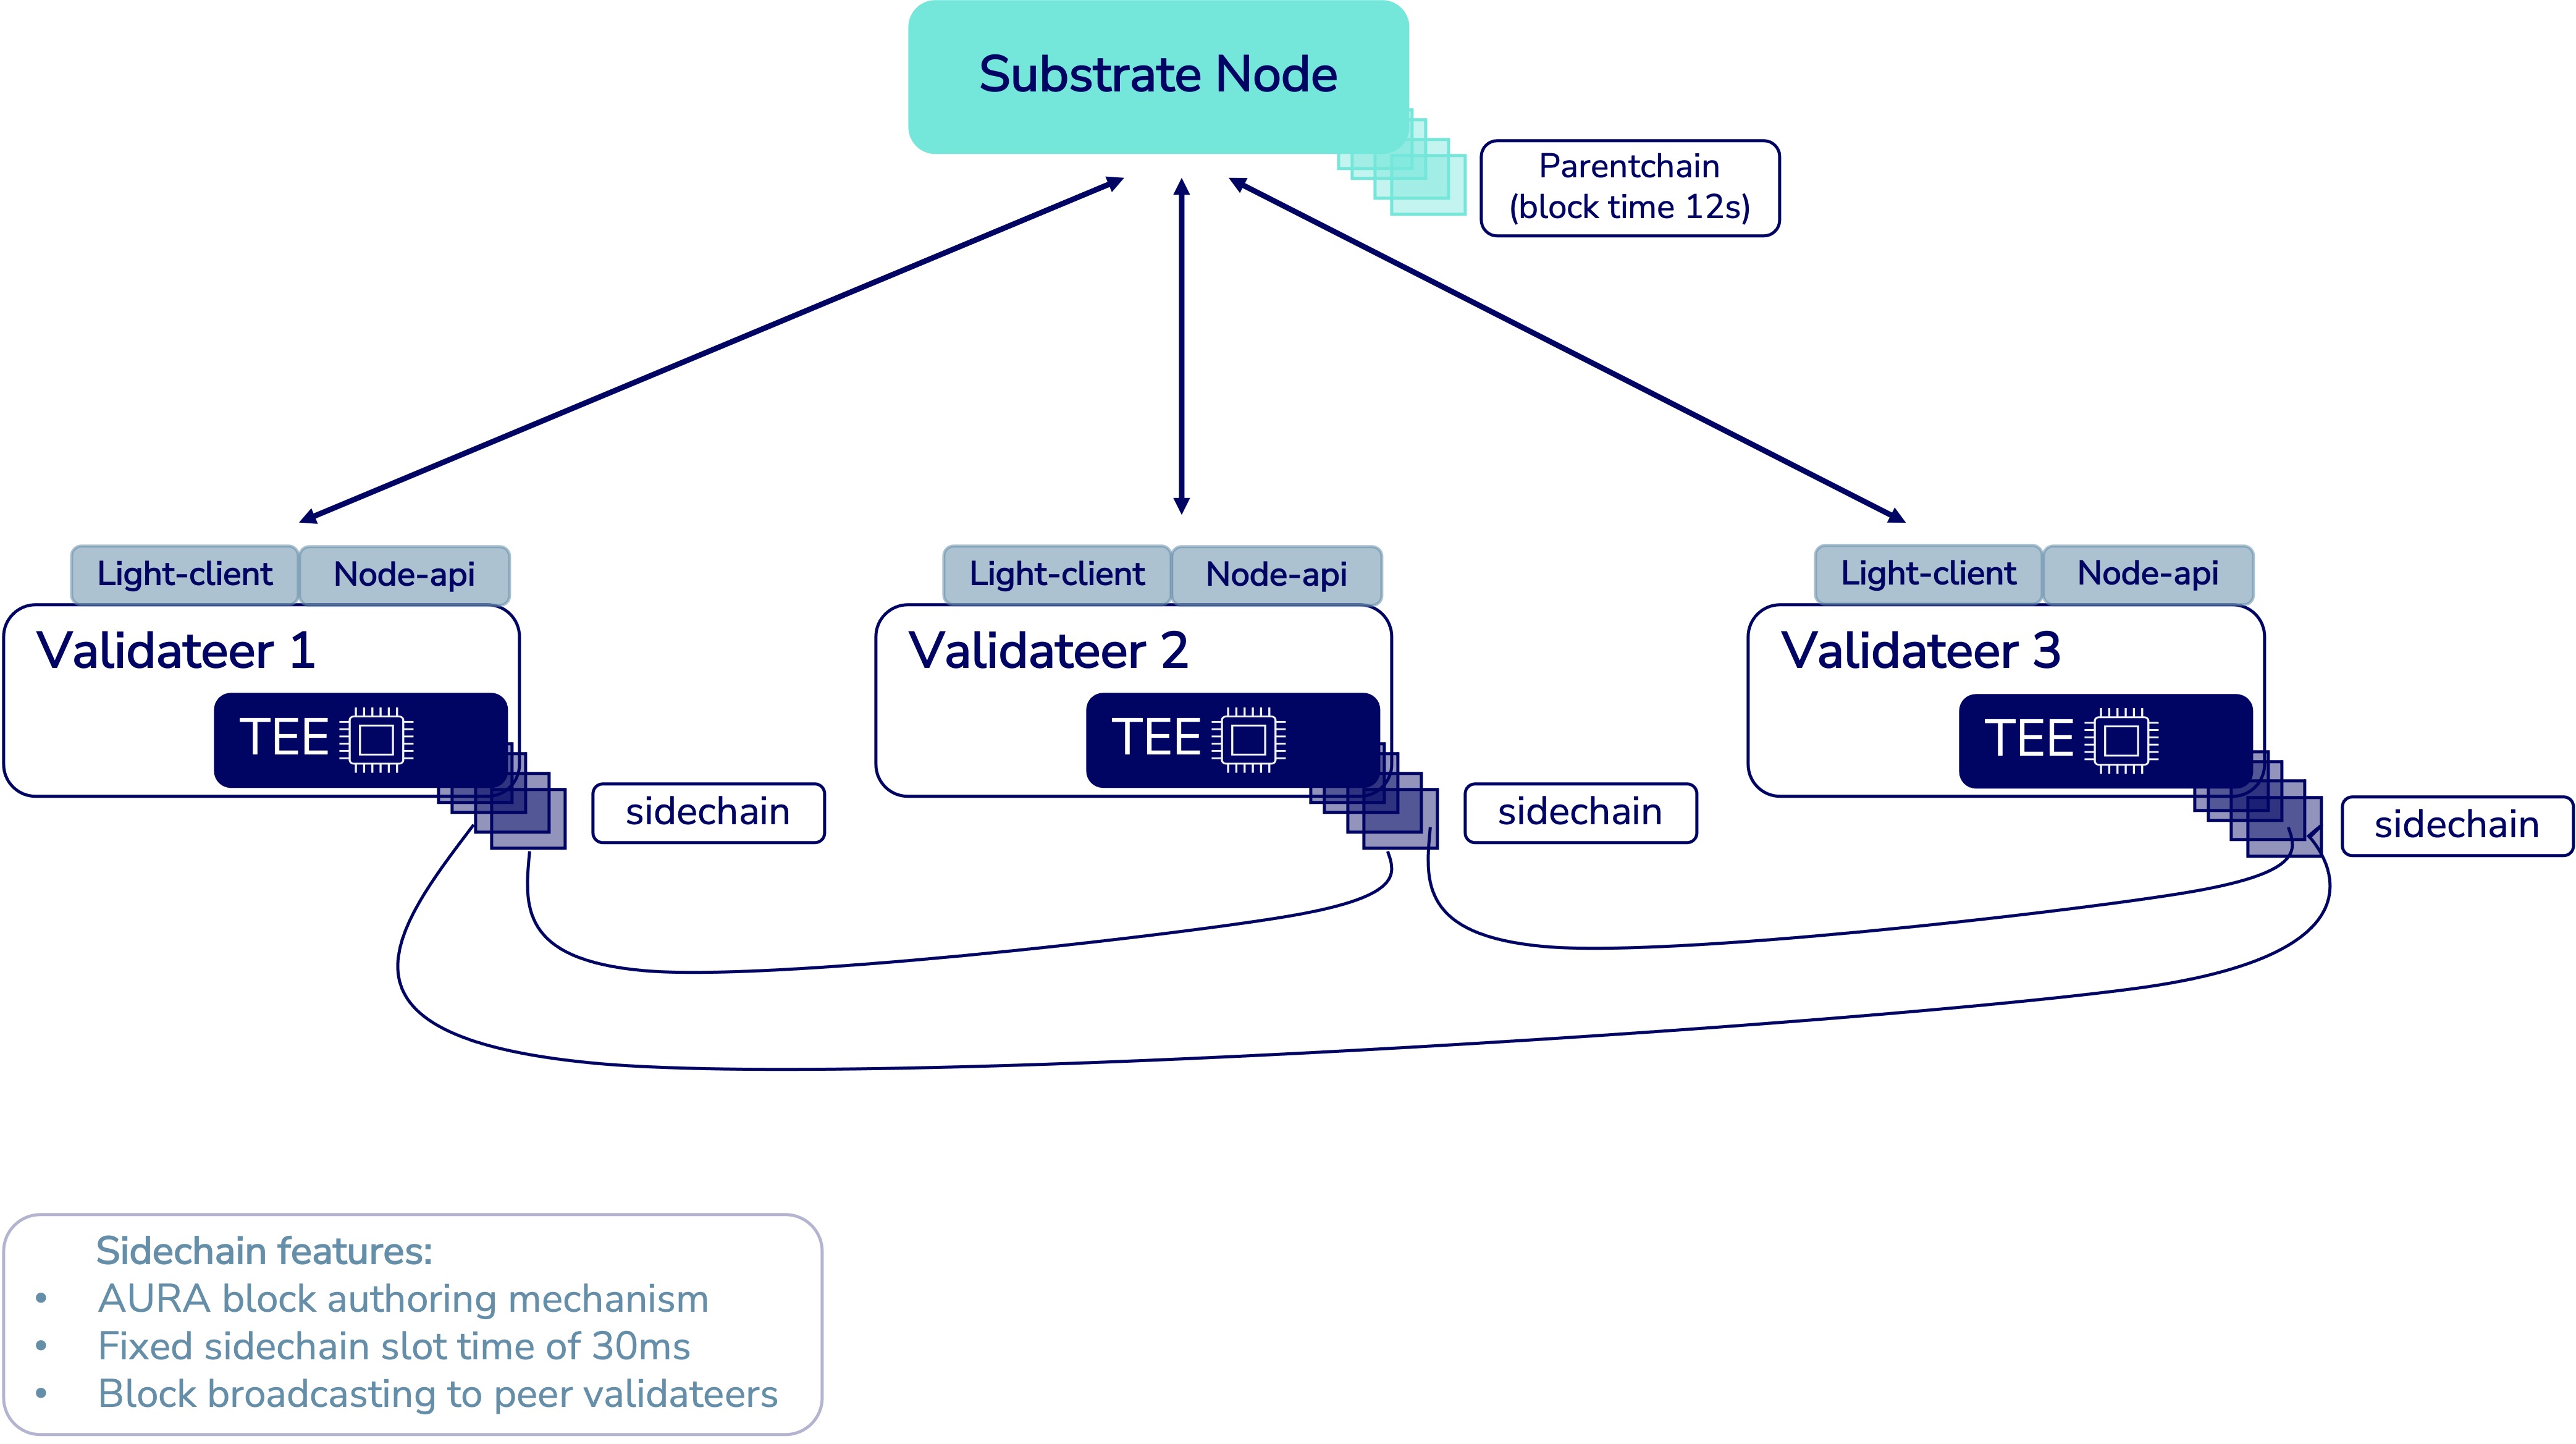 Substrate Node
Parentchain
(block time 12s)
Light-client
Node-api
Validateer 1
TEE
sidechain
Light-client
Node-api
Validateer 2
TEE
sidechain
Light-client
Node-api
Validateer 3
TEE
sidechain
Sidechain features:
• AURA block authoring mechanism
• Fixed sidechain slot time of 30ms
• Block broadcasting to peer validateers